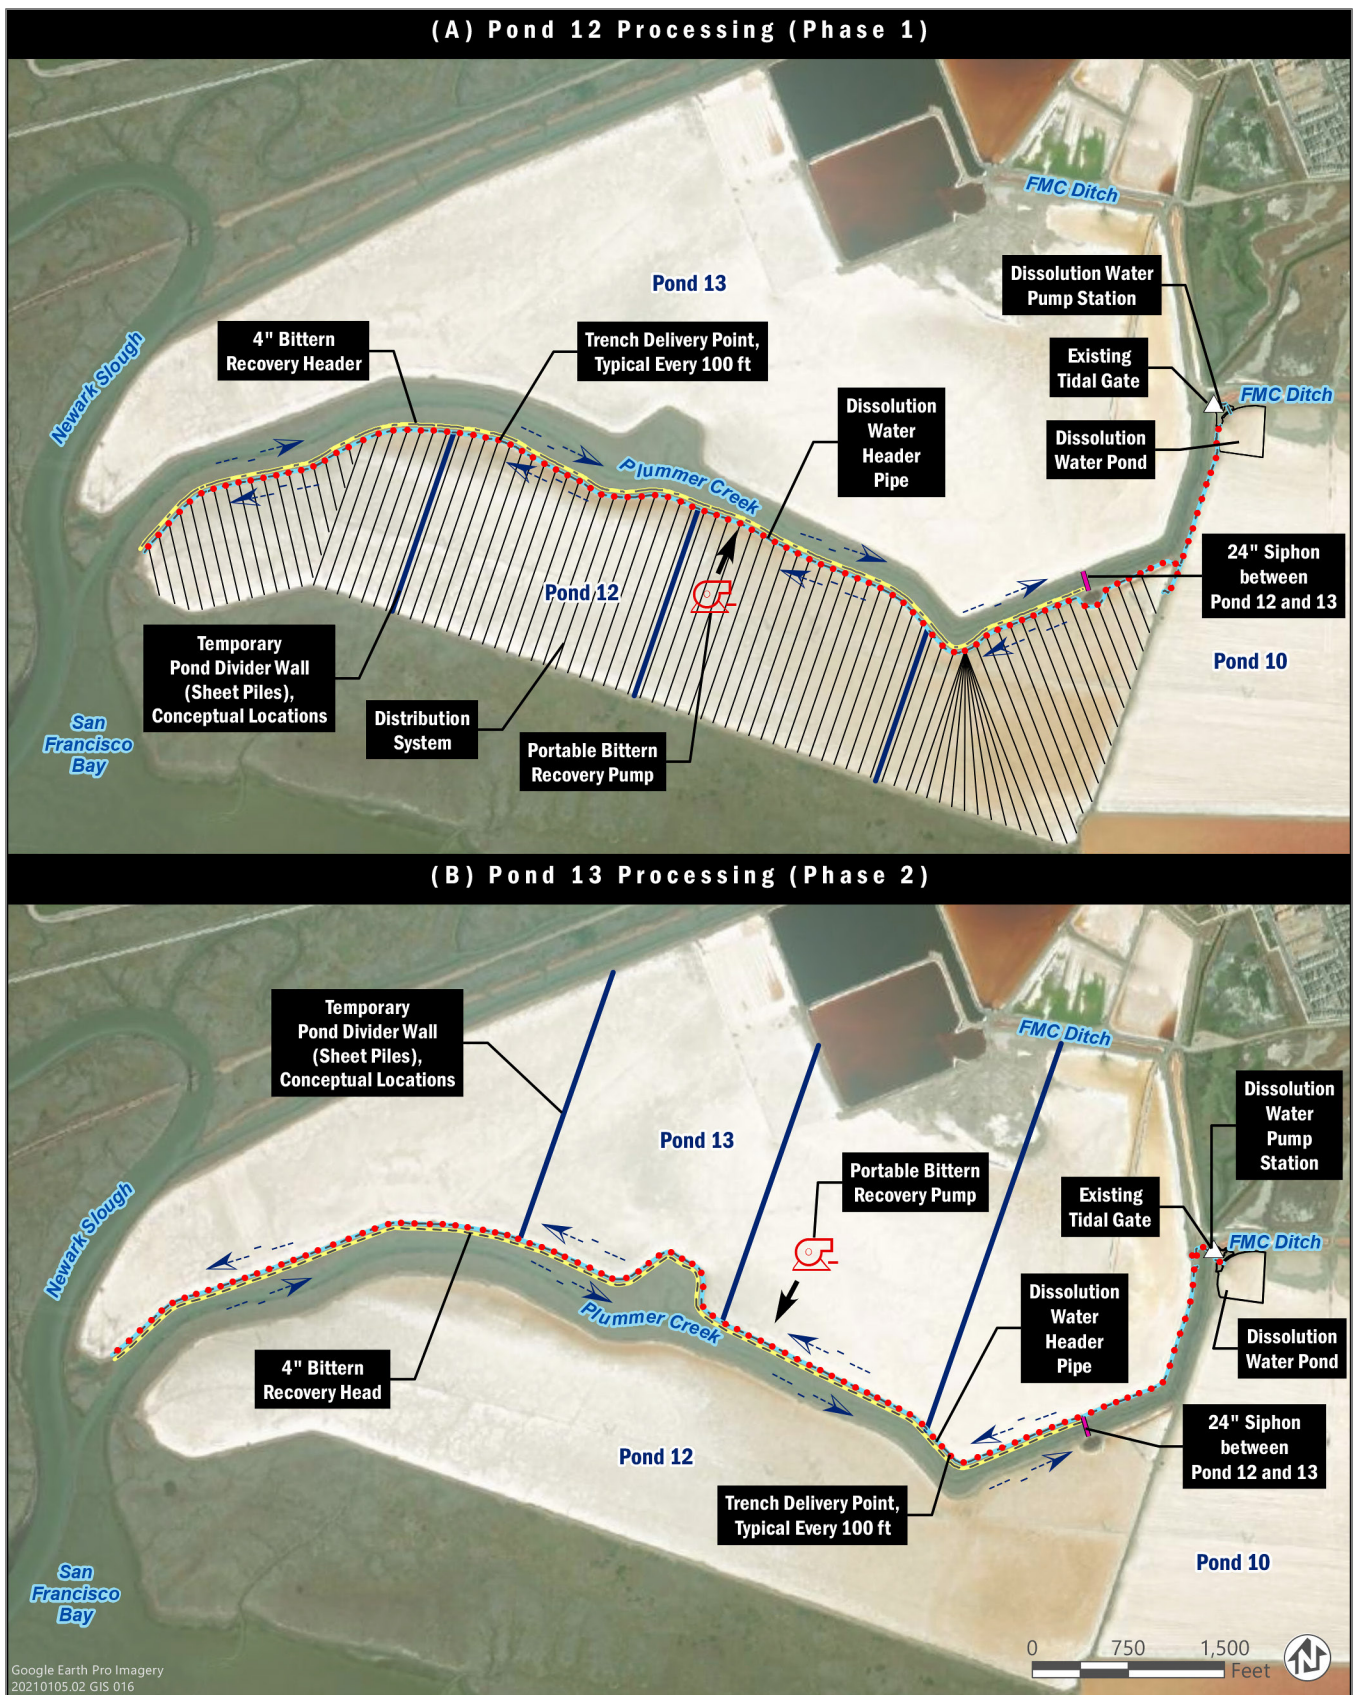 (A) Pond 12 Processing (Phase 1)
FMC Ditch
Pond 13
Dissolution Water
Pump Station
4" Bittern
Recovery Header
Trench Delivery Point,
Typical Every 100 ft
Existing
Tidal Gate
FMC Ditch
Newark Slough
Dissolution
Water
Header
Pipe
Dissolution
Water Pond
Plummer Creek
24" Siphon
between
Pond 12 and 13
Pond 12
Temporary
Pond Divider Wall
(Sheet Piles),
Conceptual Locations
Pond 10
Distribution
System
San
Francisco
Bay
Portable Bittern
Recovery Pump
(B) Pond 13 Processing (Phase 2)
Temporary
Pond Divider Wall
(Sheet Piles),
Conceptual Locations
FMC Ditch
Dissolution
Water
Pump
Station
Pond 13
Portable Bittern
Recovery Pump
Existing
Tidal Gate
Newark Slough
FMC Ditch
Plummer Creek
Dissolution
Water
Header
Pipe
Dissolution
Water Pond
4" Bittern
Recovery Head
24" Siphon
between
Pond 12 and 13
Pond 12
Trench Delivery Point,
Typical Every 100 ft
Pond 10
San
Francisco
Bay
0 750 1,500
Feet
N
Google Earth Pro Imagery
20210105.02 GIS 016